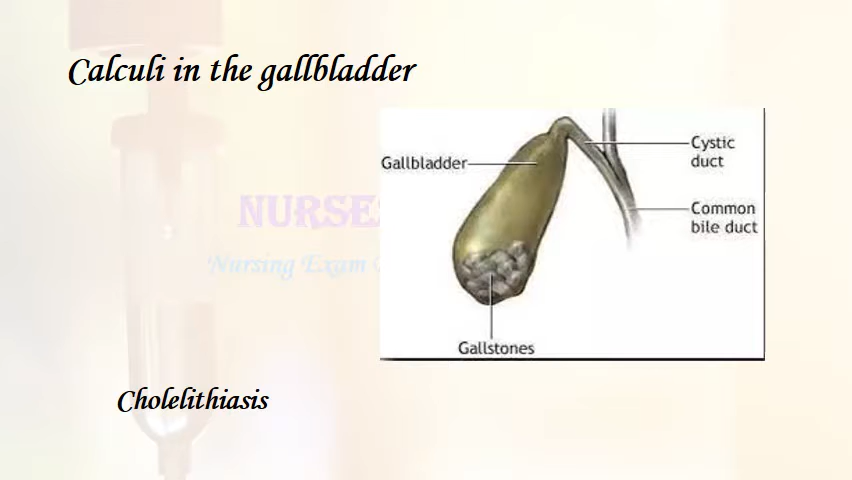 Calculi in the gallbladder
Gallbladder
Cystic
duct
Common
bile duct
NURSES
Nursing Exam
Gallstones
Cholelithiasis